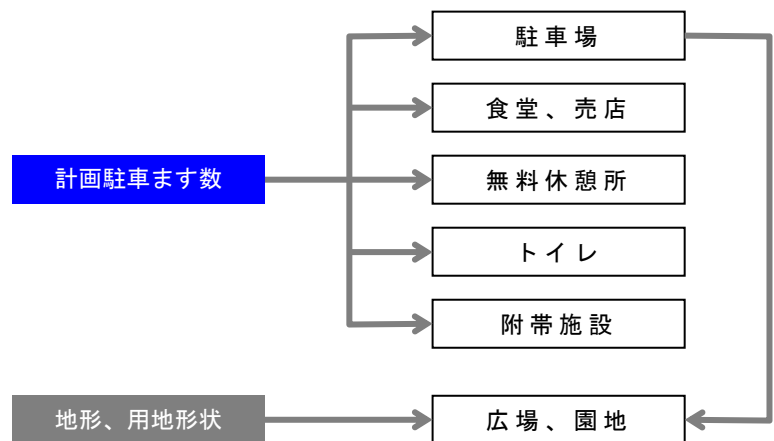 駐車場
食堂、売店
計画駐車ます数
無料休憩所
トイレ
附帯施設
地形、用地形状
広場、園地